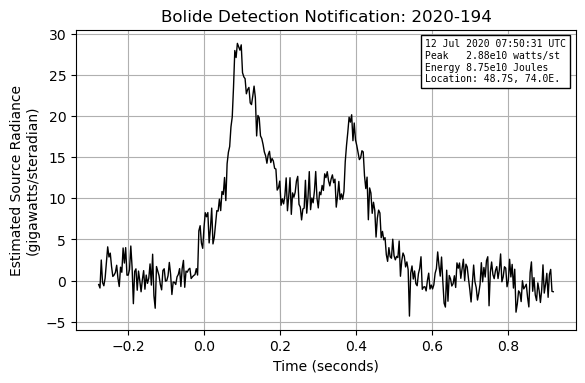 Bolide Detection Notification: 2020-194
12 Jul 2020 07:50:31 UTC
Peak   2.88e10 watts/st
Energy 8.75e10 Joules
Location: 48.7S, 74.0E.
Estimated Source Radiance
(gigawatts/steradian)
30
25
20
15
10
5
0
−5
−0.2
0.0
0.2
0.4
0.6
0.8
Time (seconds)